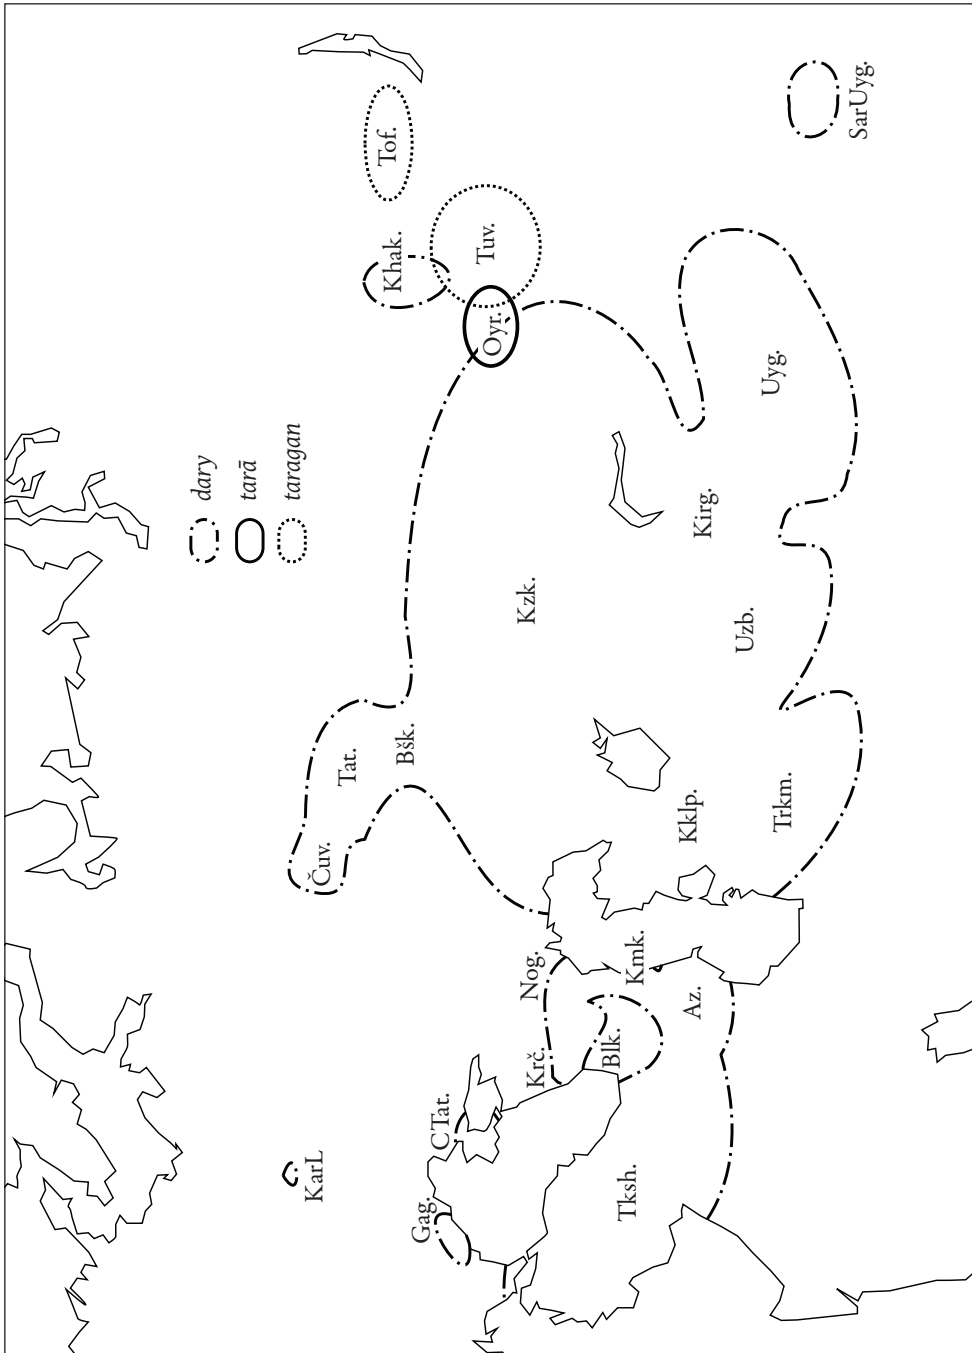 dary
tarā
taragan
Tof.
Khak.
Tuv.
Oyr.
SarUyg.
Uyg.
Kirg.
Kzk.
Uzb.
Tat.
Bšk.
Čuv.
Kklp.
Trkm.
Nog.
Kmk.
Az.
Krč.
Blk.
CTat.
KarL
Gag.
Tksh.